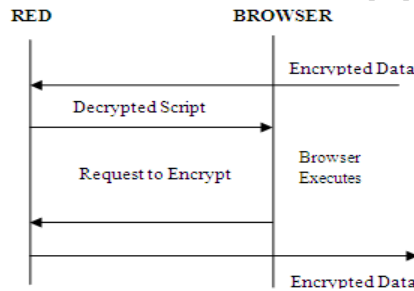 RED BROWSER
Encrypted Data
Decrypted Script
Request to Encrypt
Browser
Executes
Encrypted Data